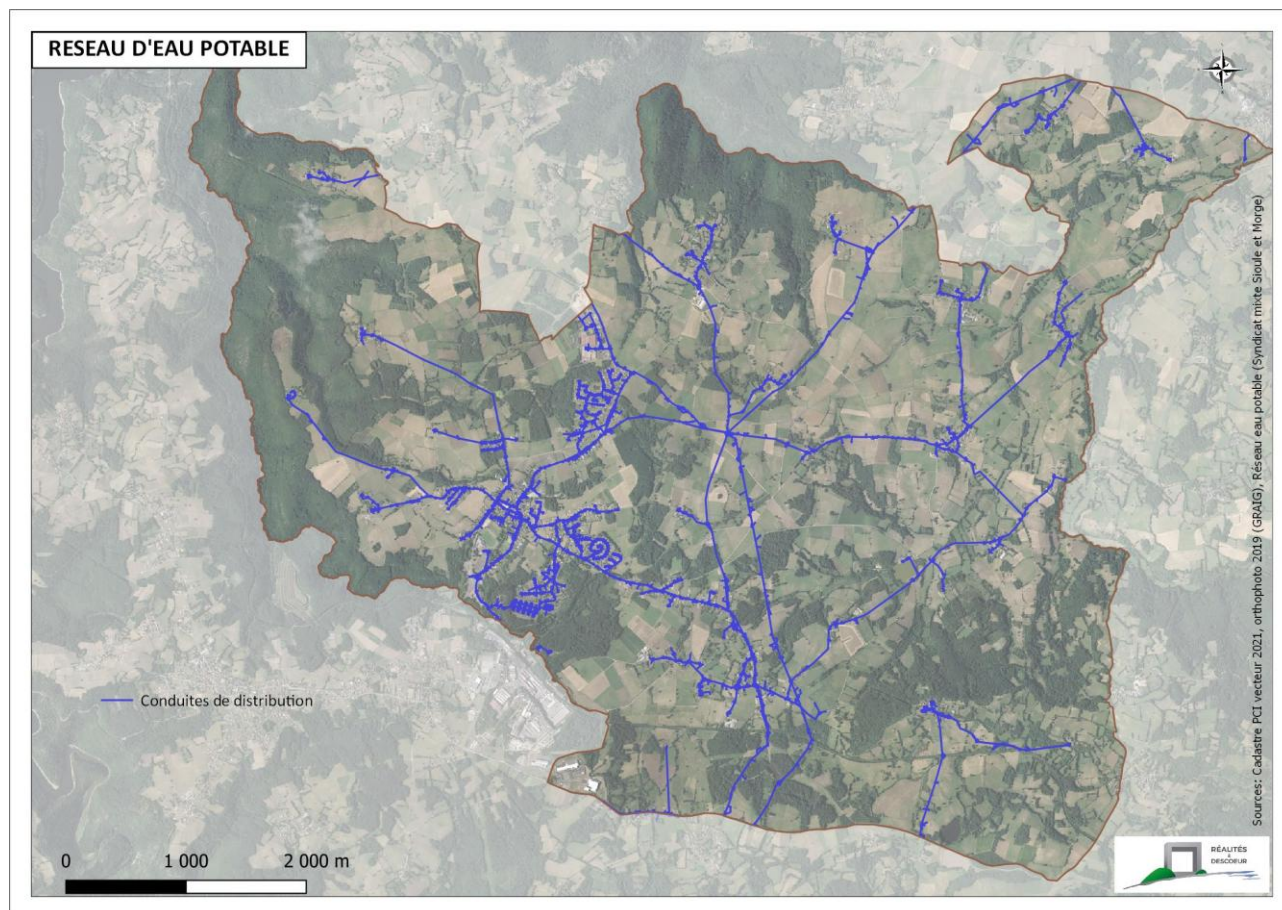 RESEAU D'EAU POTABLE
Conduites de distribution
0 1 000 2 000 m
Sources: Cadastre PCI vecteur 2021, orthophoto 2019 (GRAIG), Réseau eau potable (Syndicat mixte Sioule et Morge)
RÉALITÉS
&
DESCOEUR